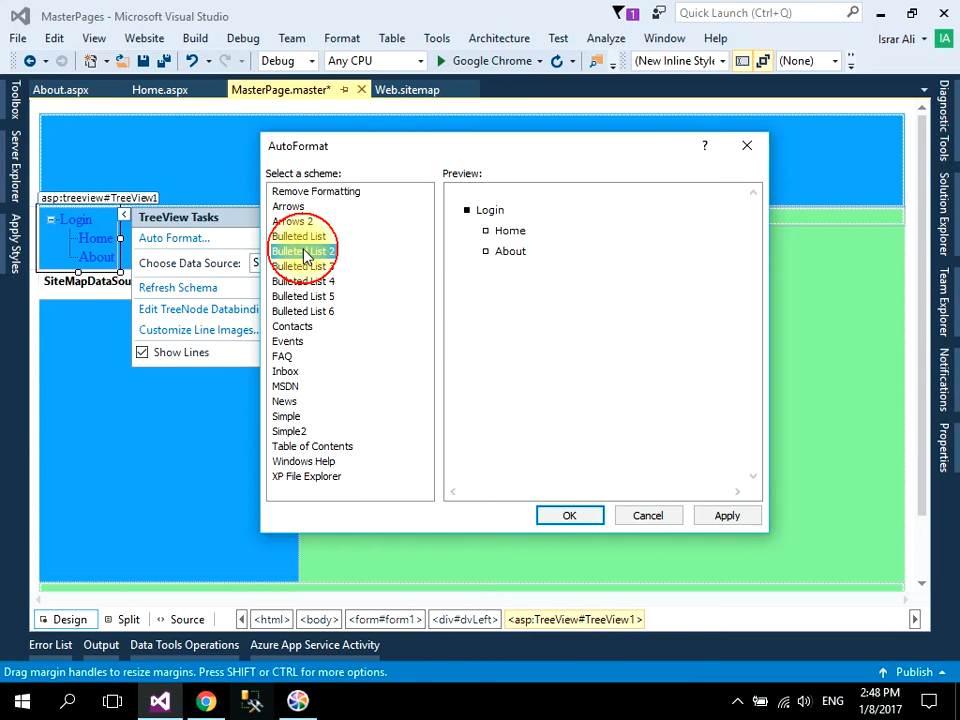 MasterPages - Microsoft Visual Studio
1
Quick Launch (Ctrl+Q)
File Edit View Website Build Debug Team Format Table Tools Architecture Test Analyze Window Help
Israr Ali IA
Debug Any CPU Google Chrome (New Inline Style (None)
About.aspx Home.aspx MasterPage.master* Web.sitemap
Toolbox
Server Explorer
Apply Styles
asp:treeview#TreeView1
Login
Home
About
SiteMapDataSou
TreeView Tasks
Auto Format...
Choose Data Source: S
Refresh Schema
Edit TreeNode Databindi
Customize Line Images..
Show Lines
AutoFormat ?
Select a scheme:
Remove Formatting
Arrows
Arrows 2
Bulleted List
Bulleted List 2
Bulleted List 3
Bulleted List 4
Bulleted List 5
Bulleted List 6
Contacts
Events
FAQ
Inbox
MSDN
News
Simple
Simple2
Table of Contents
Windows Help
XP File Explorer
Preview:
Login
Home
About
OK Cancel Apply
Diagnostic Tools
Solution Explorer
Team Explorer
Notifications
Properties
Design Split Source <html> <body> <form#form1> <div#dvLeft> <asp:TreeView#TreeView1>
Error List Output Data Tools Operations Azure App Service Activity
Drag margin handles to resize margins. Press SHIFT or CTRL for more options. Publish
ENG
2:48 PM
1/8/2017